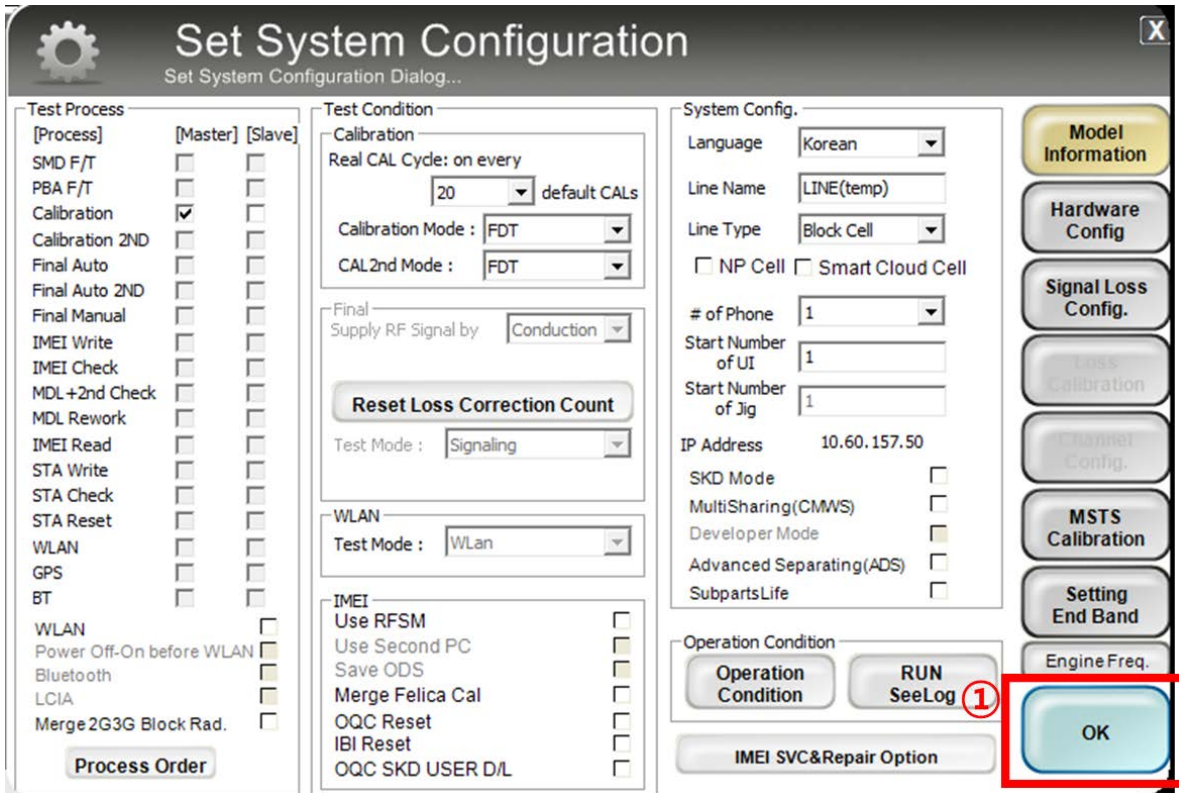 Set System Configuration
X
Set System Configuration Dialog...
Test Process
[Process] [Master] [Slave]
SMD F/T
PBA F/T
Calibration
Calibration 2ND
Final Auto
Final Auto 2ND
Final Manual
IMEI Write
IMEI Check
MDL+2nd Check
MDL Rework
IMEI Read
STA Write
STA Check
STA Reset
WLAN
GPS
BT
WLAN
Power Off-On before WLAN
Bluetooth
LCIA
Merge 2G3G Block Rad.
Process Order
Test Condition
Calibration
Real CAL Cycle: on every
20 default CALs
Calibration Mode : FDT
CAL2nd Mode : FDT
Final
Supply RF Signal by Conduction
Reset Loss Correction Count
Test Mode : Signaling
WLAN
Test Mode : WLan
IMEI
Use RFSM
Use Second PC
Save ODS
Merge Felica Cal
OQC Reset
IBI Reset
OQC SKD USER D/L
System Config.
Language Korean
Line Name LINE(temp)
Line Type Block Cell
NP Cell Smart Cloud Cell
# of Phone 1
Start Number
of UI 1
Start Number
of Jig 1
IP Address 10.60.157.50
SKD Mode
MultiSharing(CMWS)
Developer Mode
Advanced Separating(ADS)
SubpartsLife
Operation Condition
Operation
Condition
RUN
SeeLog
①
IMEI SVC&Repair Option
Model
Information
Hardware
Config
Signal Loss
Config.
Loss
Calibration
Channel
Config.
MSTS
Calibration
Setting
End Band
Engine Freq.
OK